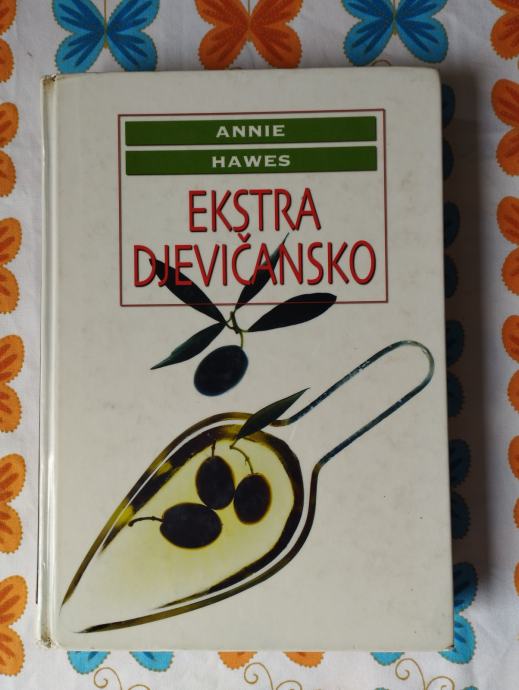 ANNIE
HAWES
EKSTRA
DJEVIČANSKO